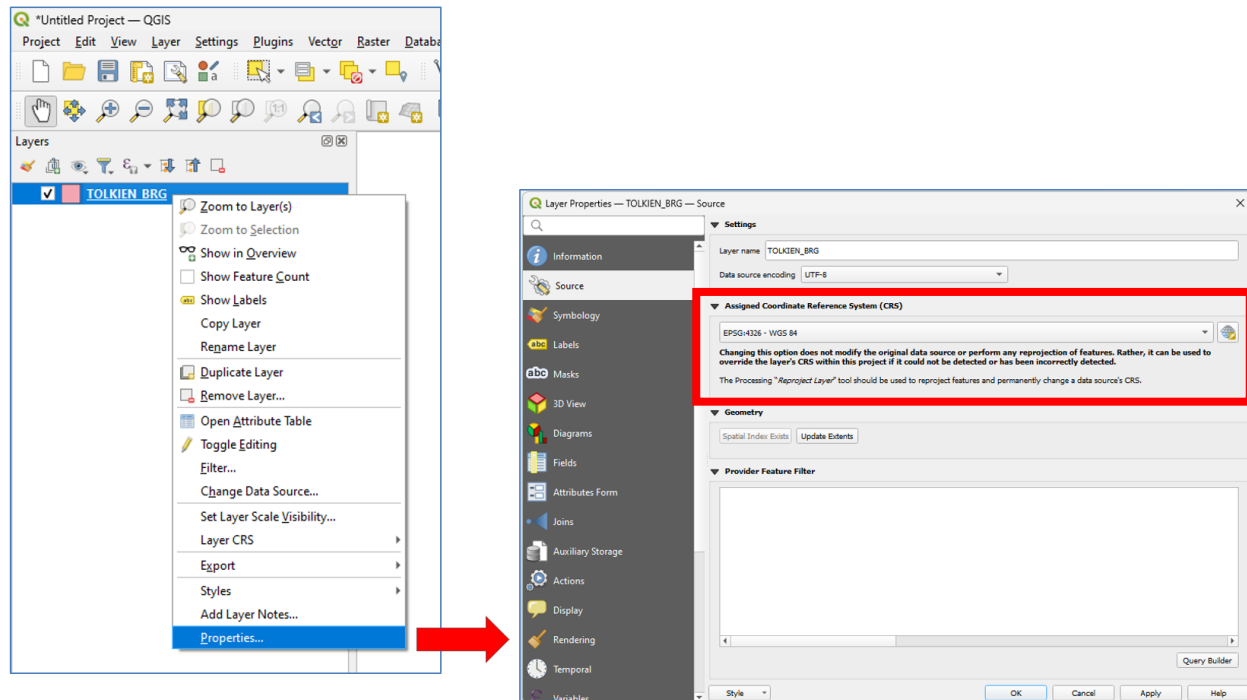 *Untitled Project — QGIS
Project Edit View Layer Settings Plugins Vector Raster Databa
a
1:1
Layers
TOLKIEN_BRG
Zoom to Layer(s)
Zoom to Selection
Show in Overview
Show Feature Count
abc Show Labels
Copy Layer
Rename Layer
Duplicate Layer
Remove Layer...
Open Attribute Table
Toggle Editing
Filter...
Change Data Source...
Set Layer Scale Visibility...
Layer CRS
Export
Styles
Add Layer Notes...
Properties...
Layer Properties — TOLKIEN_BRG — Source
Information
Source
Symbology
abc Labels
abc Masks
3D View
Diagrams
Fields
Attributes Form
Joins
Auxiliary Storage
Actions
Display
Rendering
Temporal
Variables
Settings
Layer name TOLKIEN_BRG
Data source encoding UTF-8
Assigned Coordinate Reference System (CRS)
EPSG:4326 - WGS 84
Changing this option does not modify the original data source or perform any reprojection of features. Rather, it can be used to
override the layer's CRS within this project if it could not be detected or has been incorrectly detected.
The Processing "Reproject Layer" tool should be used to reproject features and permanently change a data source's CRS.
Geometry
Spatial Index Exists Update Extents
Provider Feature Filter
Query Builder
Style OK Cancel Apply Help